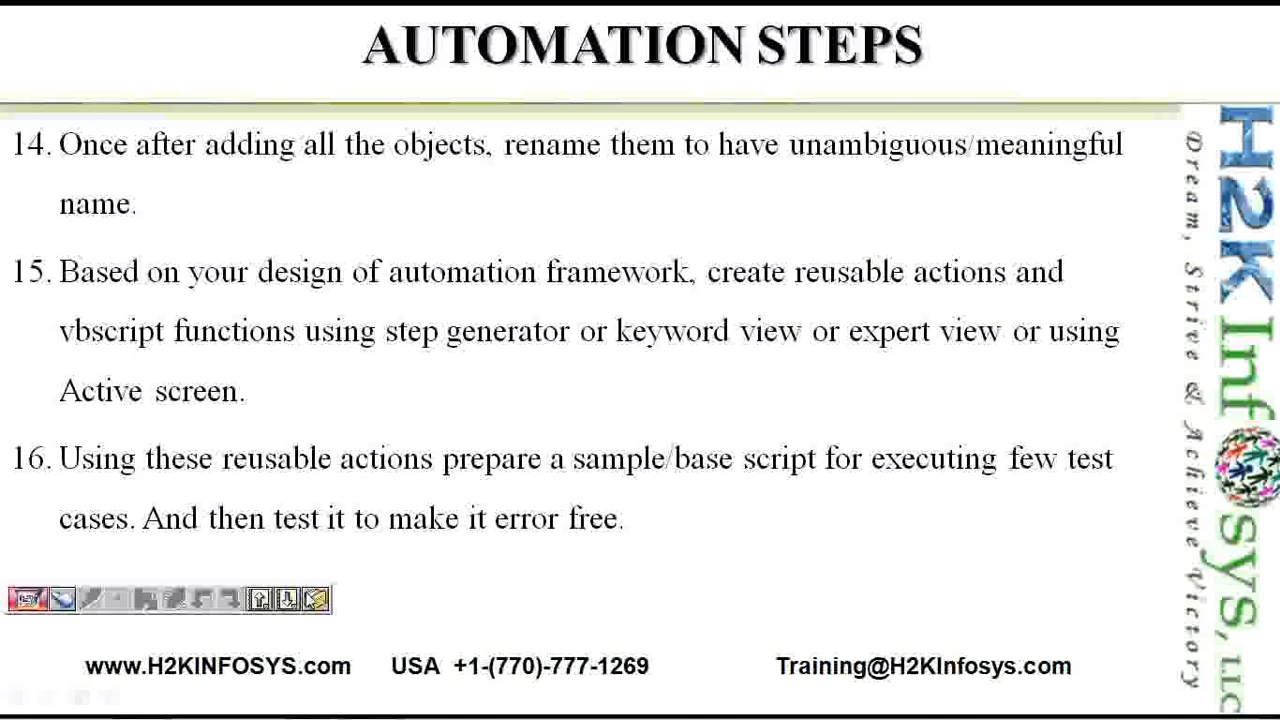 AUTOMATION STEPS
14. Once after adding all the objects, rename them to have unambiguous/meaningful
name.
15. Based on your design of automation framework, create reusable actions and
vbscript functions using step generator or keyword view or expert view or using
Active screen.
16. Using these reusable actions prepare a sample/base script for executing few test
cases. And then test it to make it error free.
www.H2KINFOSYS.com USA +1-(770)-777-1269 Training@H2KInfosys.com
Dream, Strive & Achieve Victory
H2K Infosys, LLC